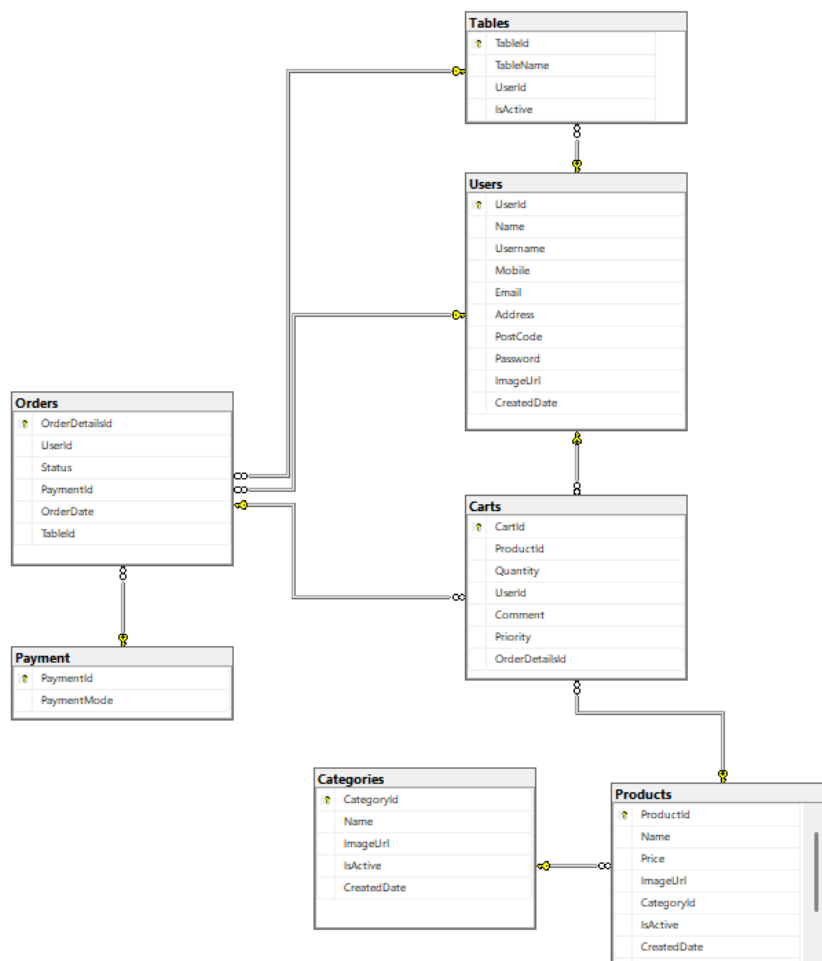 Tables
TableId
TableName
UserId
IsActive
Users
UserId
Name
Username
Mobile
Email
Address
PostCode
Password
ImageUrl
CreatedDate
Orders
OrderDetailsId
UserId
Status
PaymentId
OrderDate
TableId
Carts
CartId
ProductId
Quantity
UserId
Comment
Priority
OrderDetailsId
Payment
PaymentId
PaymentMode
Categories
CategoryId
Name
ImageUrl
IsActive
CreatedDate
Products
ProductId
Name
Price
ImageUrl
CategoryId
IsActive
CreatedDate